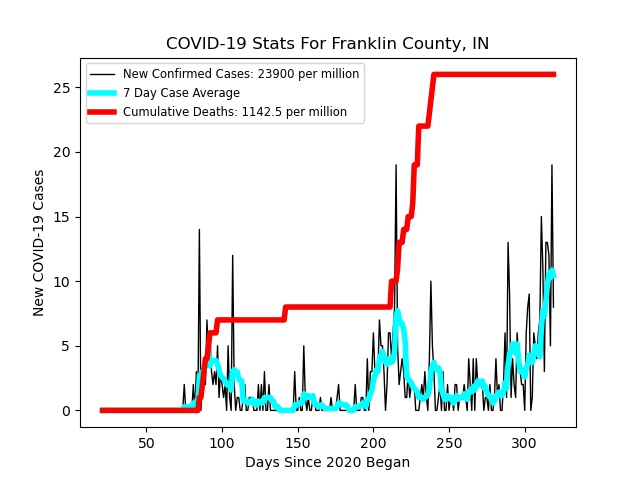 COVID-19 Stats For Franklin County, IN
New Confirmed Cases: 23900 per million
7 Day Case Average
Cumulative Deaths: 1142.5 per million
New COVID-19 Cases
25
20
15
10
5
0
50
100
150
200
250
300
Days Since 2020 Began